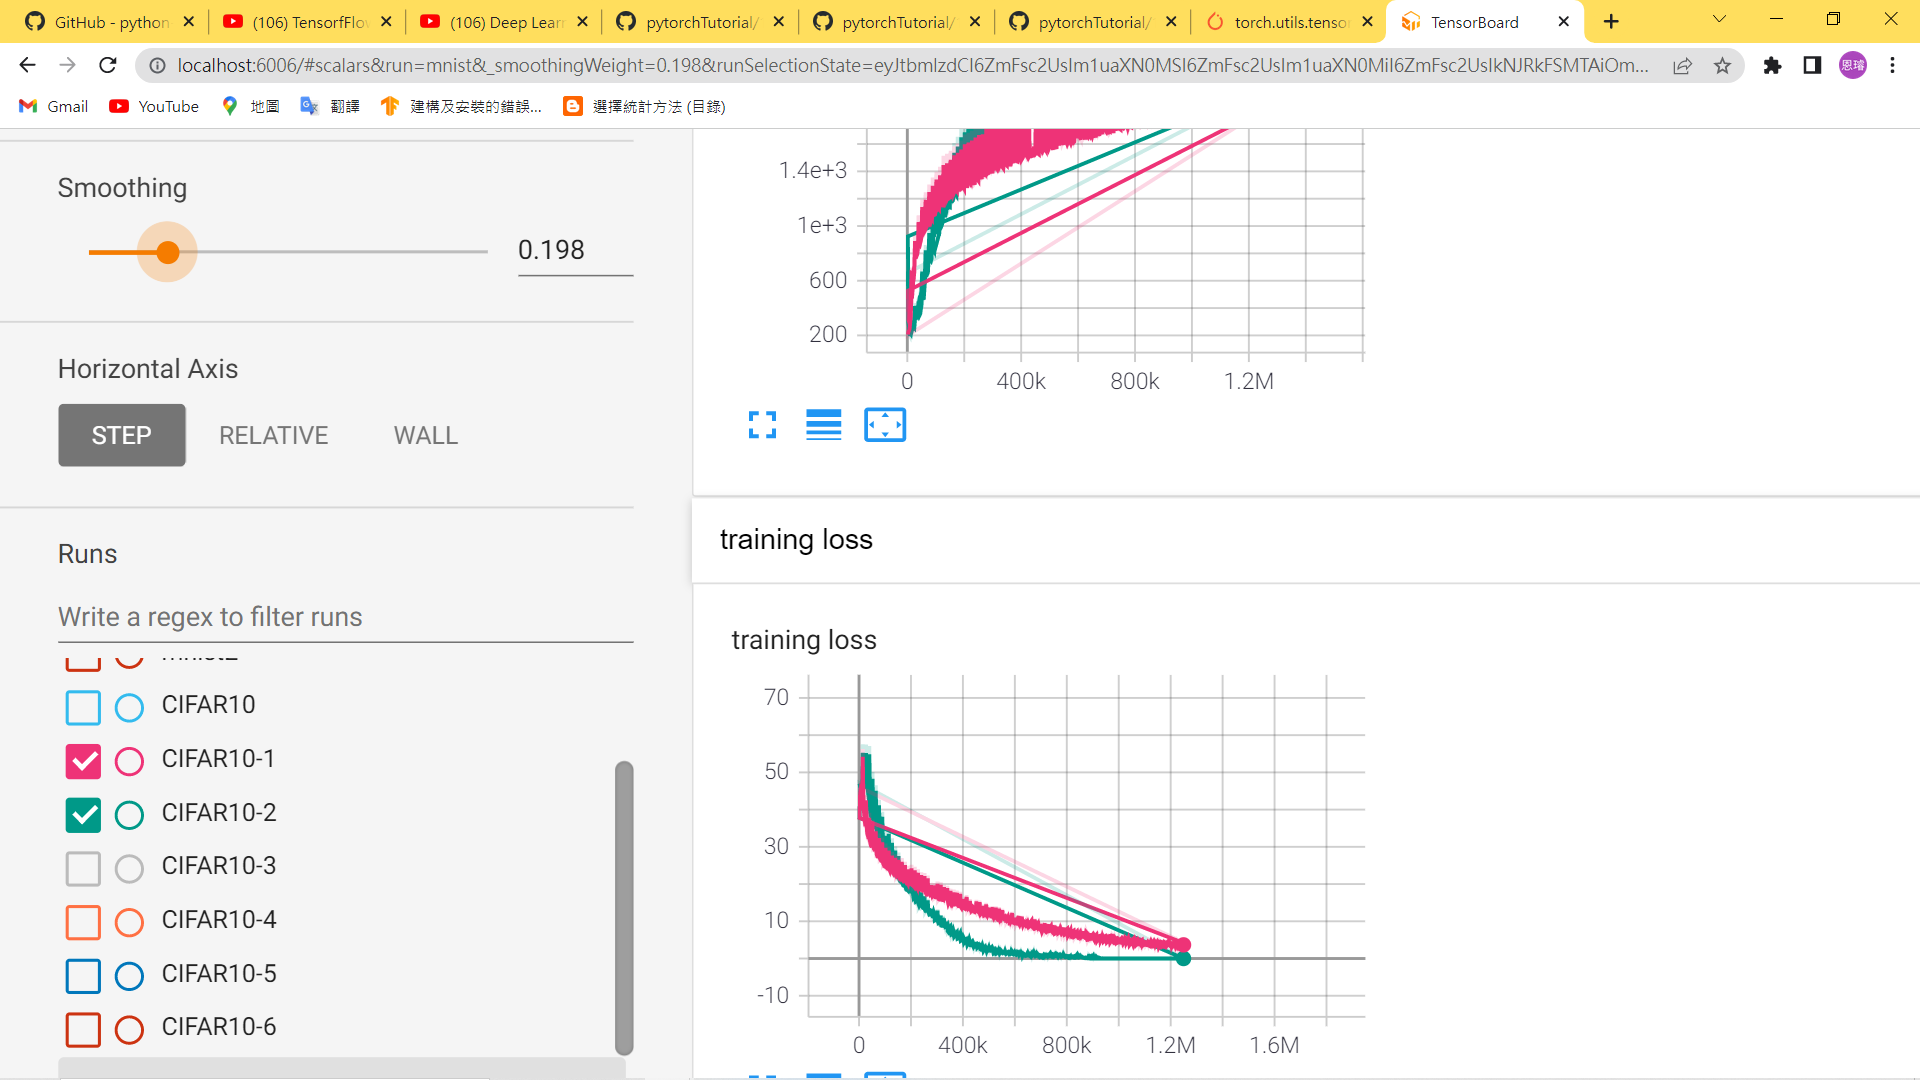 GitHub - python
(106) TensorfFlow
(106) Deep Learn
pytorchTutorial/
pytorchTutorial/
pytorchTutorial/
torch.utils.tensor
TensorBoard
localhost:6006/#scalars&run=mnist&_smoothingWeight=0.198&runSelectionState=eyJtbmlzdCI6ZmFsc2UsIm1uaXN0MSI6ZmFsc2UsIm1uaXN0MiI6ZmFsc2UsIkNJRkFSMTAiOm...
恩璿
Gmail
YouTube
地圖
翻譯
建構及安裝的錯誤...
選擇統計方法 (目錄)
Smoothing
0.198
Horizontal Axis
STEP
RELATIVE
WALL
Runs
Write a regex to filter runs
CIFAR10
CIFAR10-1
CIFAR10-2
CIFAR10-3
CIFAR10-4
CIFAR10-5
CIFAR10-6
1.4e+3
1e+3
600
200
0 400k 800k 1.2M
training loss
training loss
70
50
30
10
-10
0 400k 800k 1.2M 1.6M